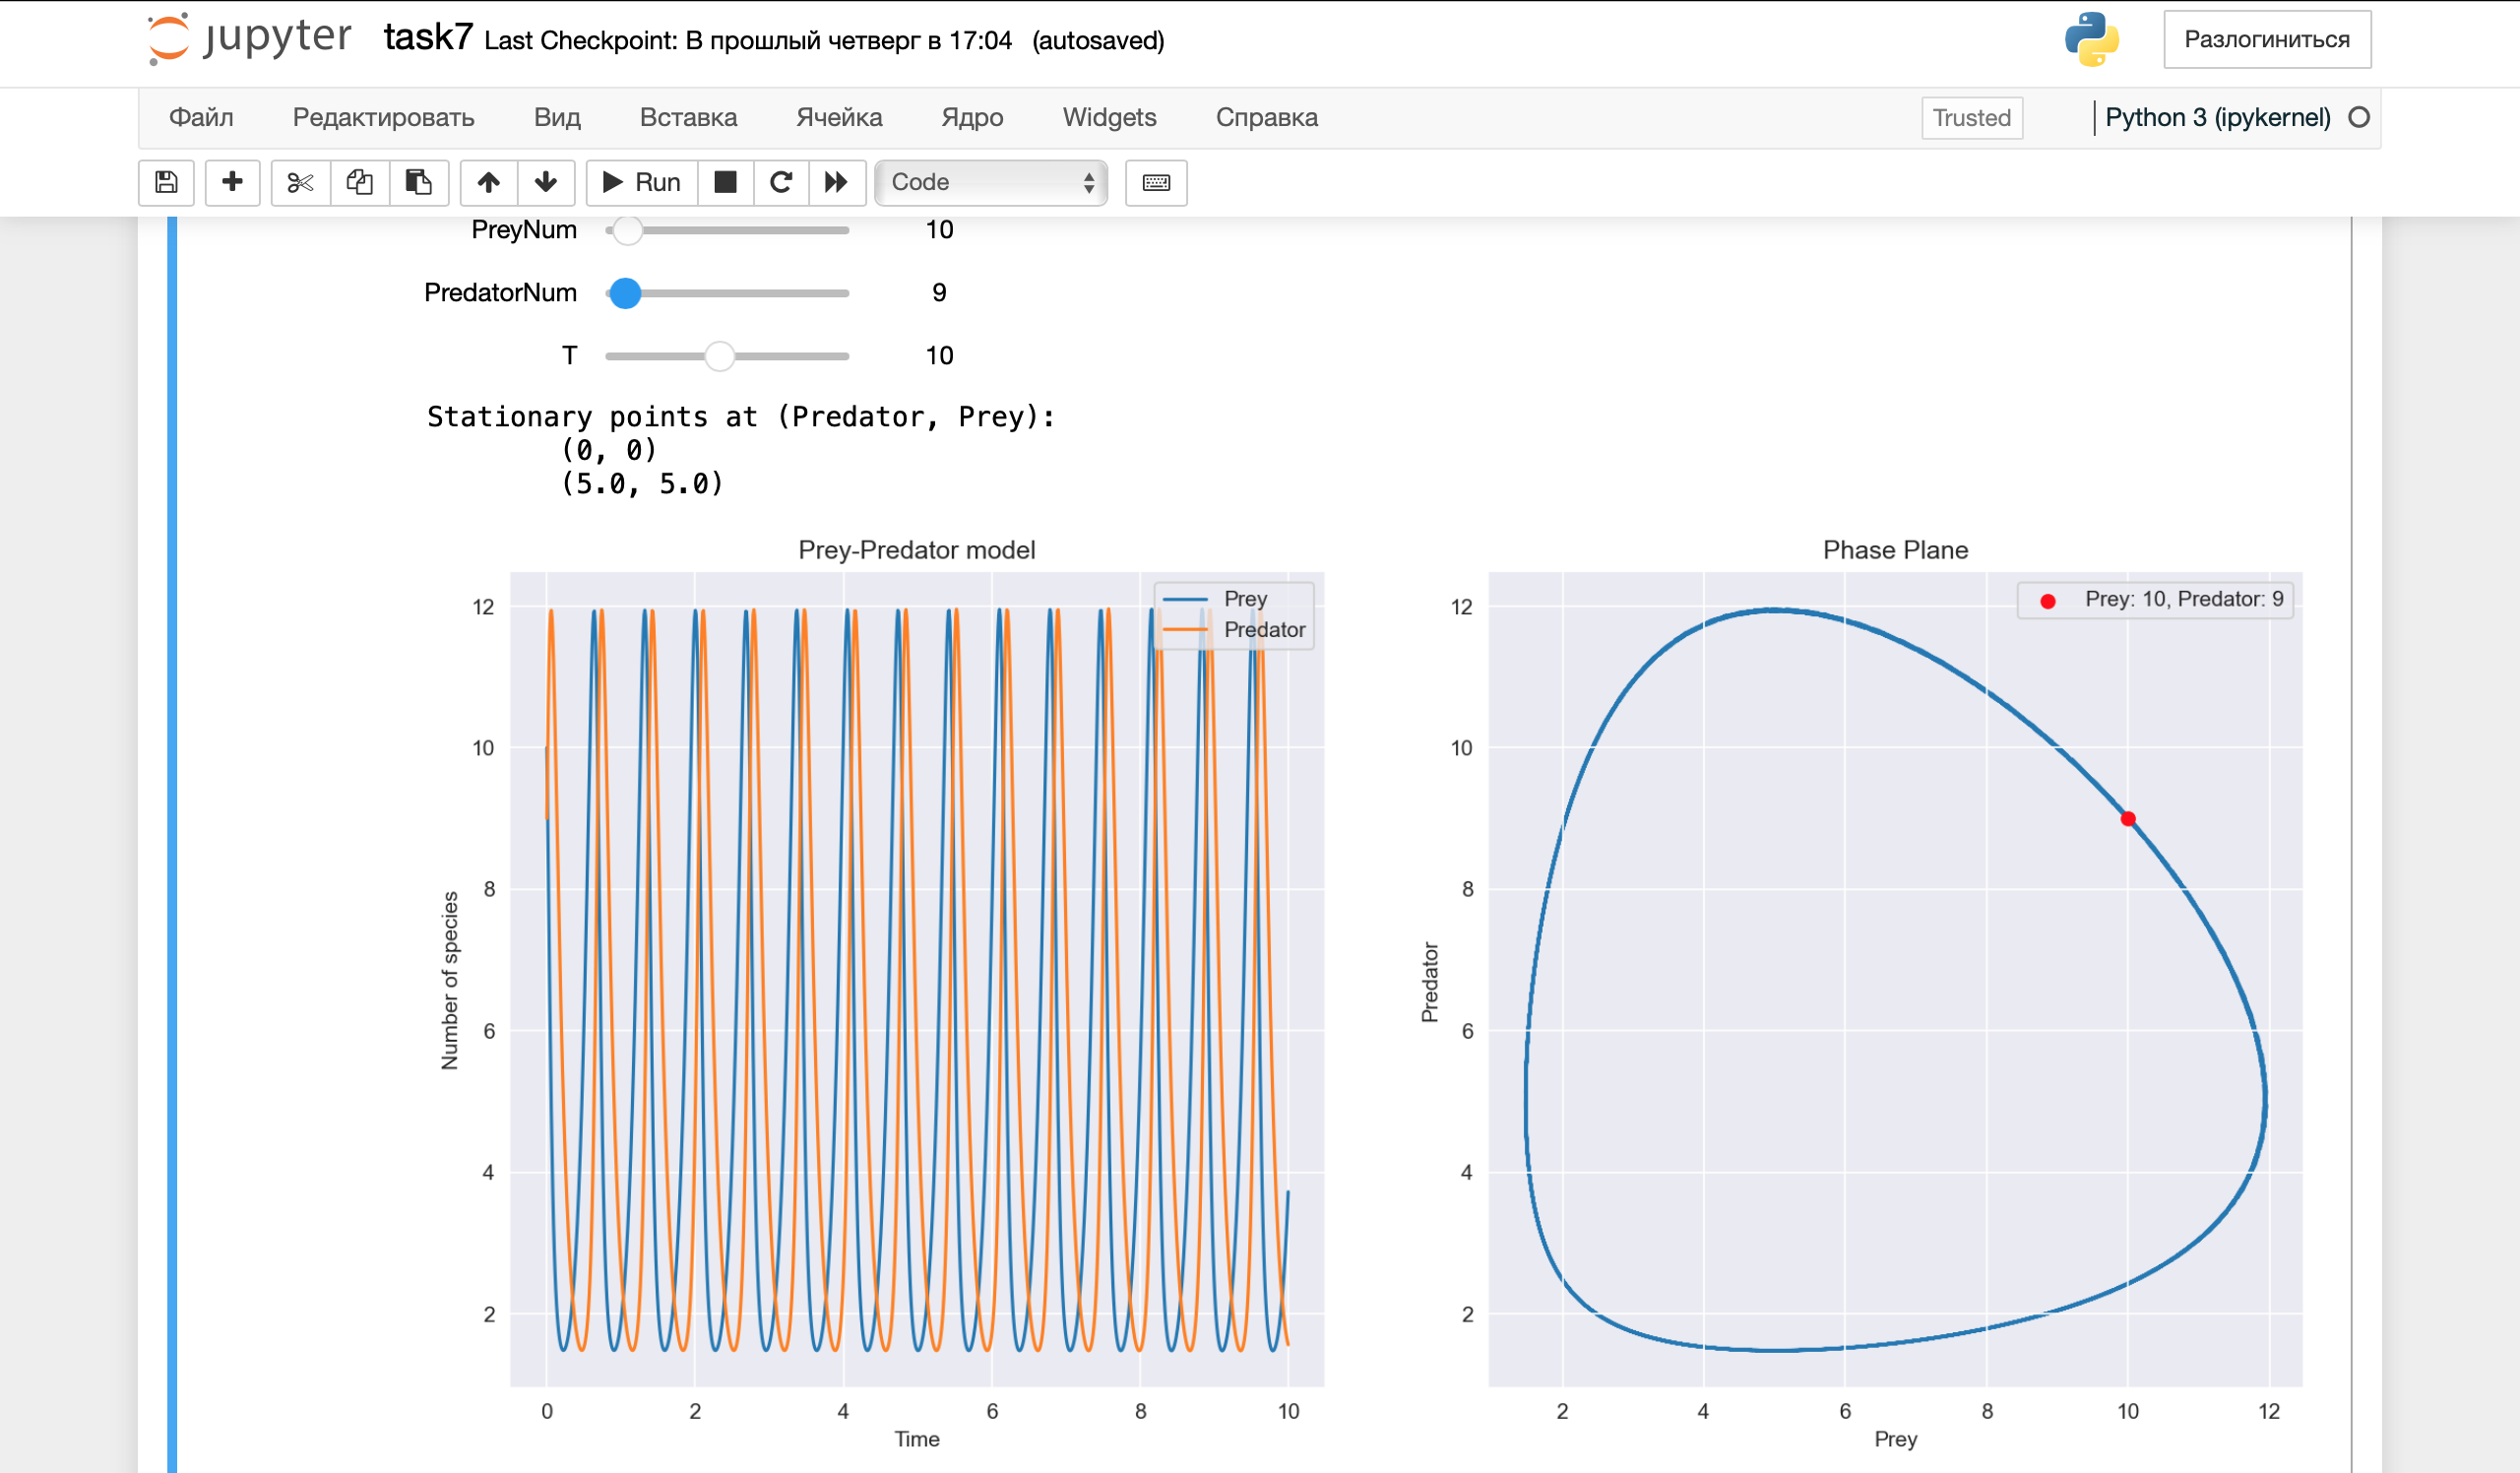 jupyter task7 Last Checkpoint: В прошлый четверг в 17:04 (autosaved) Разлогиниться
Файл Редактировать Вид Вставка Ячейка Ядро Widgets Справка Trusted Python 3 (ipykernel)
Run Code
PreyNum 10
PredatorNum 9
T 10
Stationary points at (Predator, Prey):
(0, 0)
(5.0, 5.0)
Prey-Predator model
Prey
Predator
12
10
8
6
4
2
Number of species
0 2 4 6 8 10
Time
Phase Plane
Prey: 10, Predator: 9
12
10
8
6
4
2
Predator
2 4 6 8 10 12
Prey